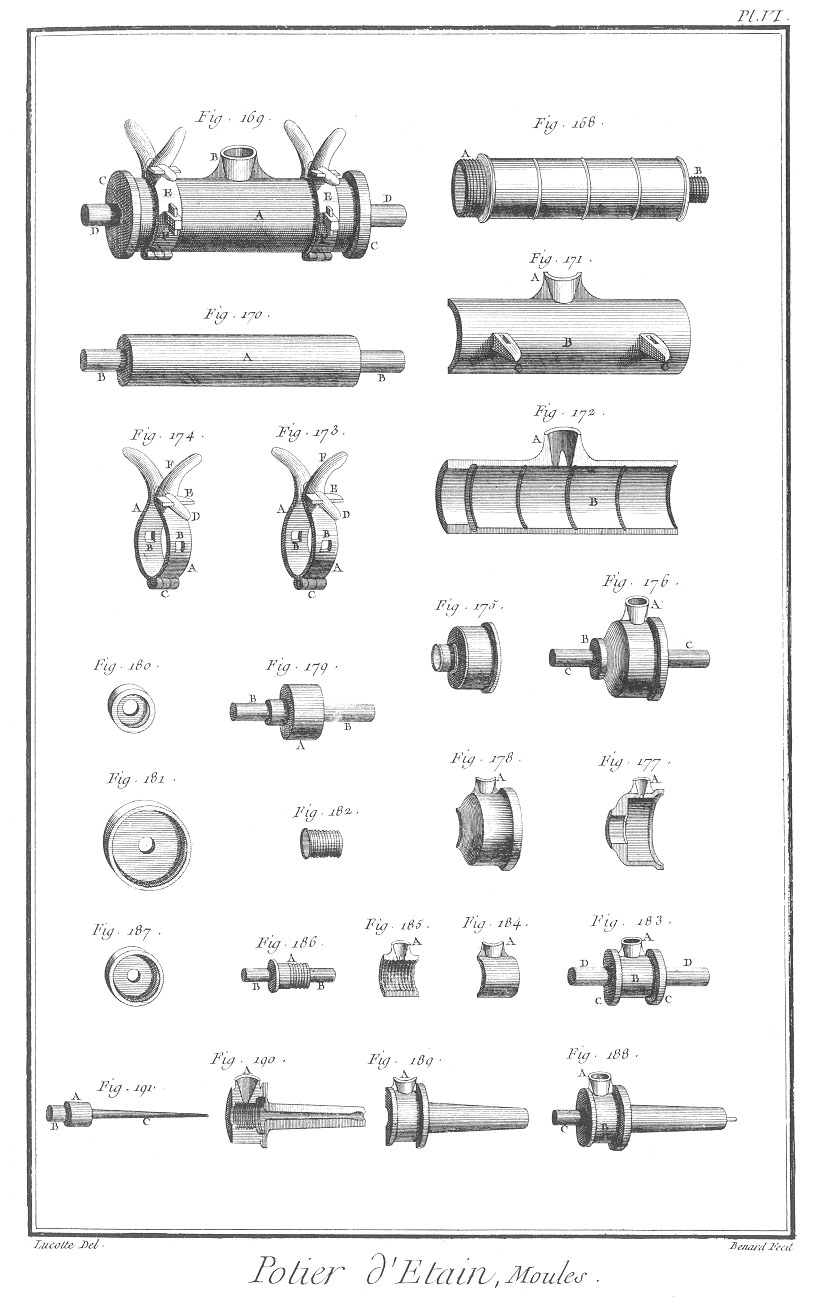 Pl. VI.
Fig. 169.
B
C
E
E
A
D
D
C
Fig. 168.
A
B
Fig. 171.
A
B
C
C
Fig. 170.
A
B
B
Fig. 172.
A
B
Fig. 174.
F
E
A
D
B
B
A
C
Fig. 173.
F
E
A
D
B
B
A
C
Fig. 175.
Fig. 176.
A
B
C
C
Fig. 180.
Fig. 179.
B
B
A
Fig. 178.
A
Fig. 177.
A
Fig. 181.
Fig. 182.
Fig. 187.
Fig. 186.
A
B
B
Fig. 185.
A
Fig. 184.
A
Fig. 183.
A
D
D
B
C
C
Fig. 191.
A
B
C
Fig. 190.
A
Fig. 189.
A
Fig. 188.
A
C
B
Lucotte Del.
Benard Fecit
Potier d'Etain, Moules.